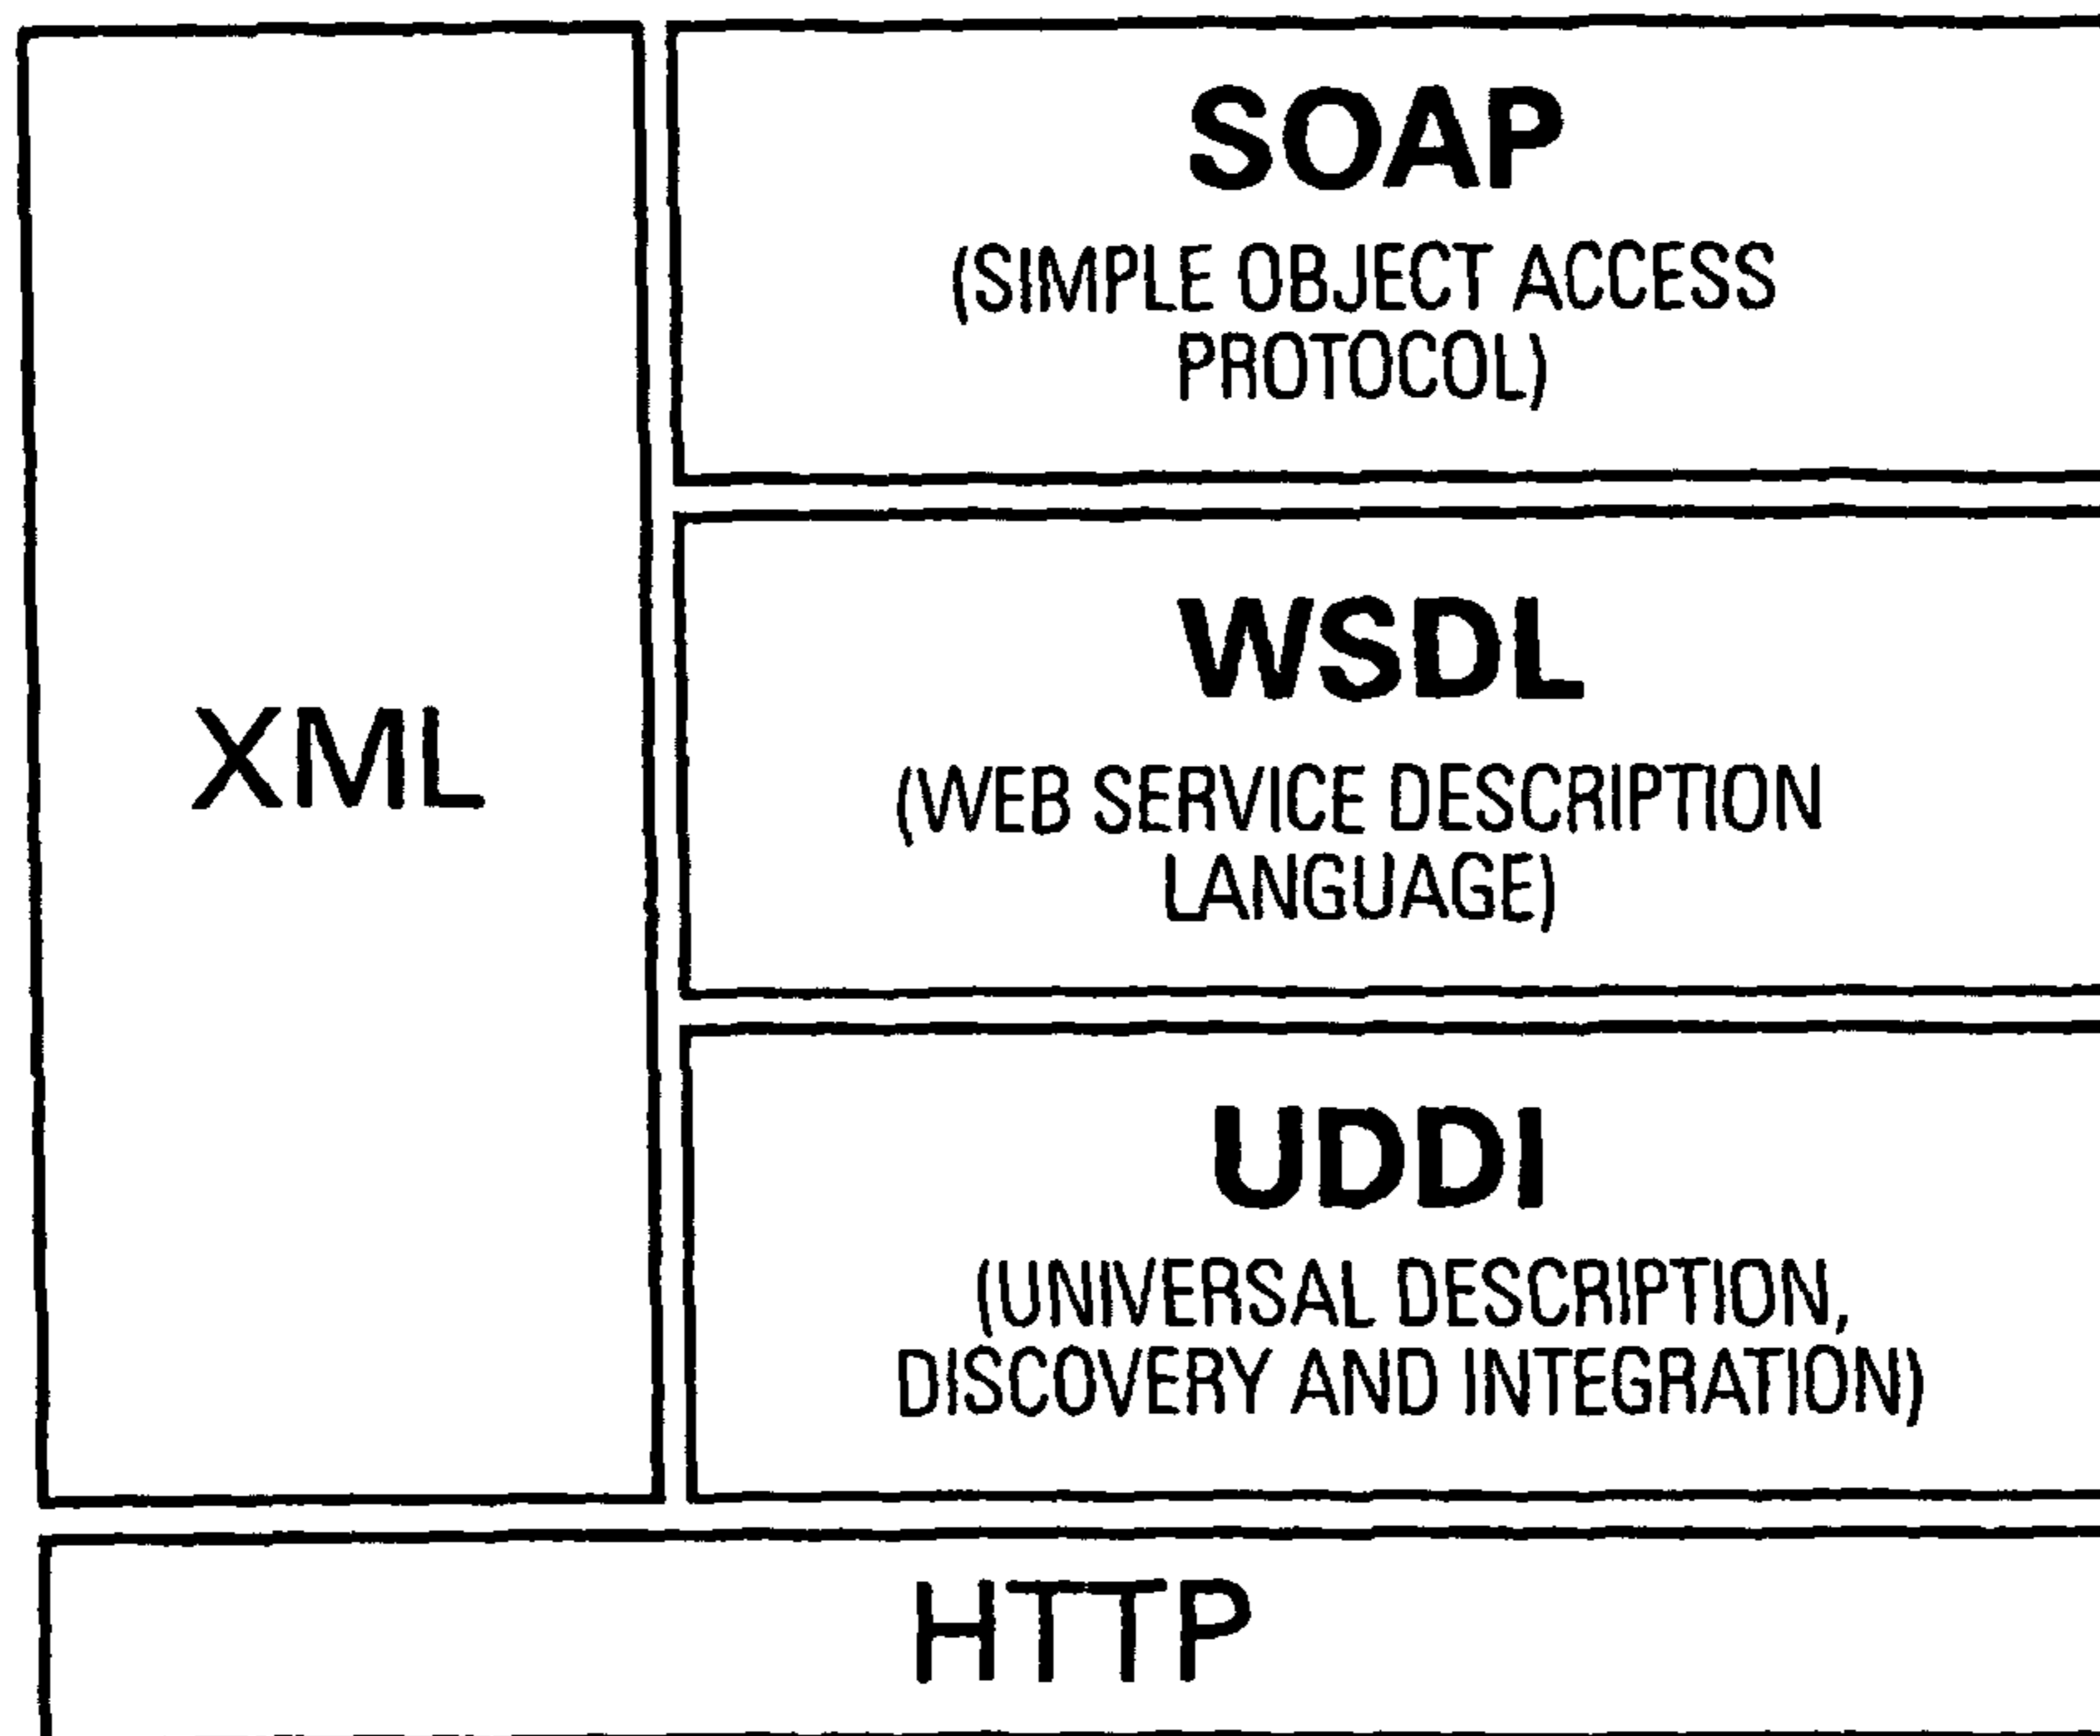 XML
SOAP
(SIMPLE OBJECT ACCESS
PROTOCOL)
WSDL
(WEB SERVICE DESCRIPTION
LANGUAGE)
UDDI
(UNIVERSAL DESCRIPTION,
DISCOVERY AND INTEGRATION)
HTTP